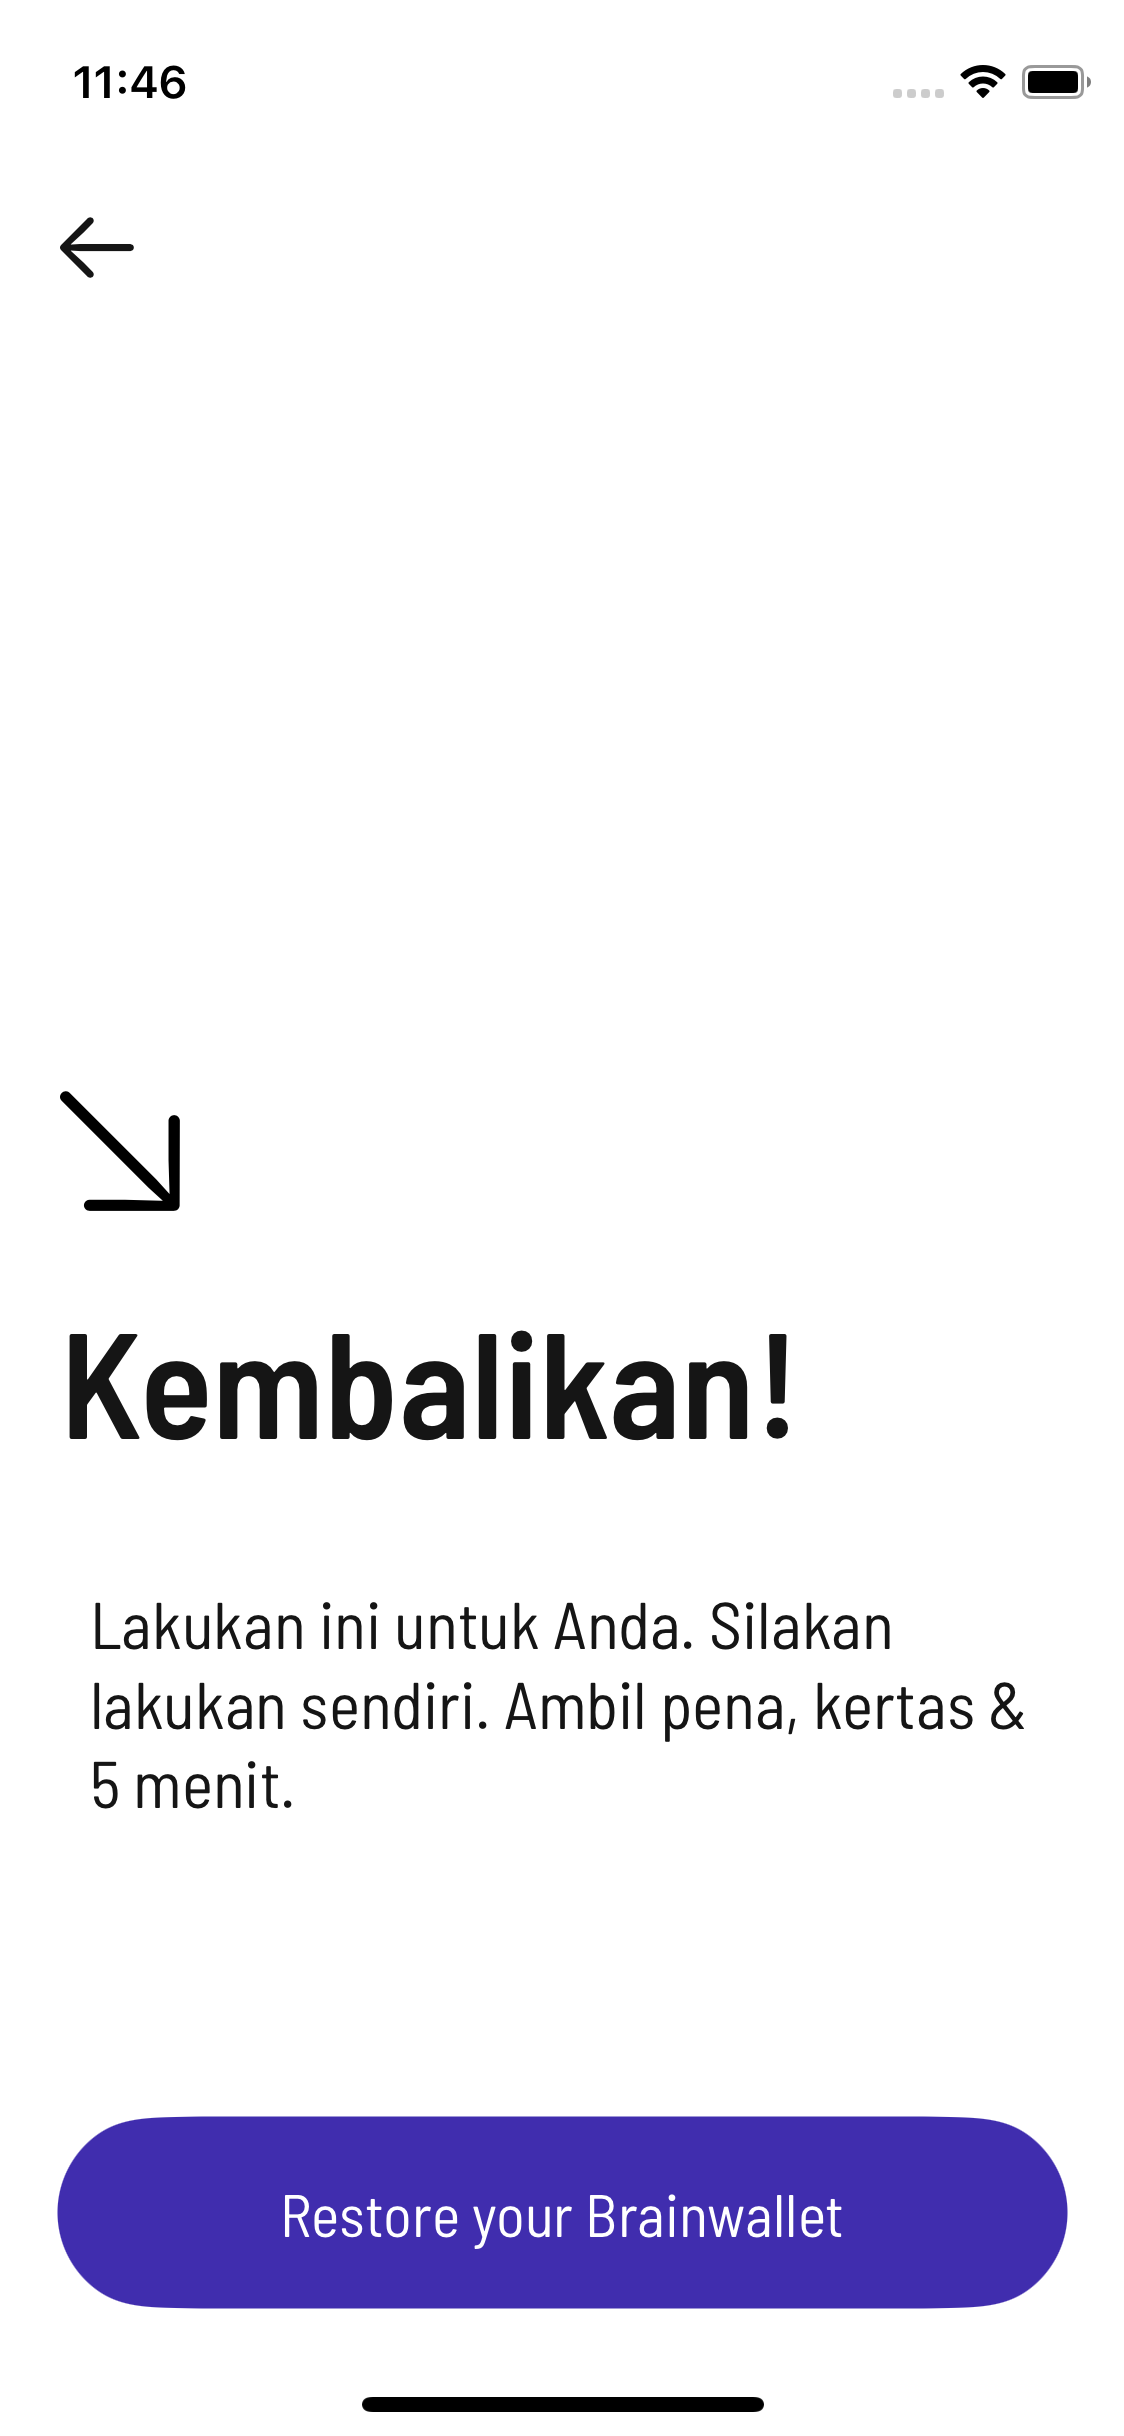 11:46
Kembalikan!
Lakukan ini untuk Anda. Silakan
lakukan sendiri. Ambil pena, kertas &
5 menit.
Restore your Brainwallet